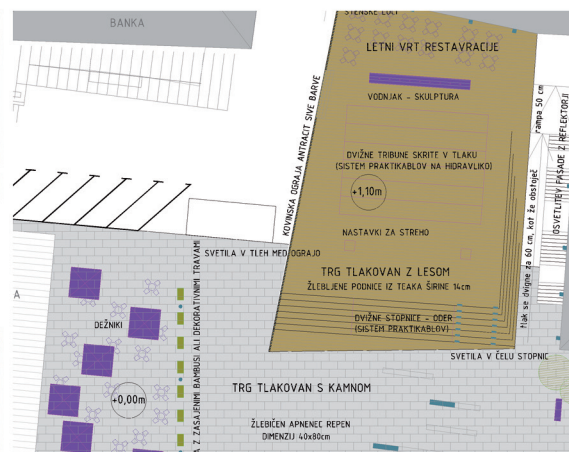 STENSKE LUČI
BANKA
LETNI VRT RESTAVRACIJE
VODNJAK - SKULPTURA
KOVINSKA OGRAJA ANTRACIT SIVE BARVE
DVIŽNE TRIBUNE SKRITE V TLAKU
(SISTEM PRAKTIKABLOV NA HIDRAVLIKO)
+1,10m
NASTAVKI ZA STREHO
rampa 50 cm
OSVETLITEV FASADE Z REFLEKTORJI
tlak se dvigne za 60 cm, kot že obstoječ
SVETILA V TLEH MED OGRAJO
TRG TLAKOVAN Z LESOM
ŽLEBLJENE PODNICE IZ TEAKA ŠIRINE 14cm
DVIŽNE STOPNICE - ODER
(SISTEM PRAKTIKABLOV)
SVETILA V ČELU STOPNIC
A
DEŽNIKI
A Z ZASAJENIMI BAMBUSI ALI DEKORATIVNIMI TRAVAMI
+0,00m
TRG TLAKOVAN S KAMNOM
ŽLEBIČEN APNENEC REPEN
DIMENZIJ 40x80cm